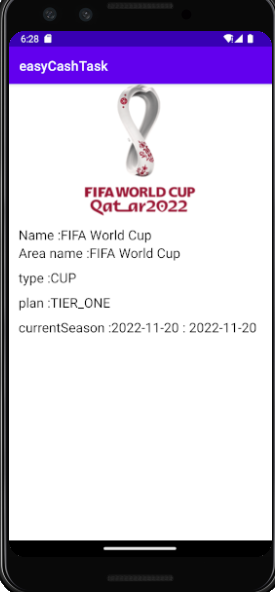 6:28
easyCashTask
FIFA WORLD CUP
Qatar2022
Name :FIFA World Cup
Area name :FIFA World Cup
type :CUP
plan :TIER_ONE
currentSeason :2022-11-20 : 2022-11-20